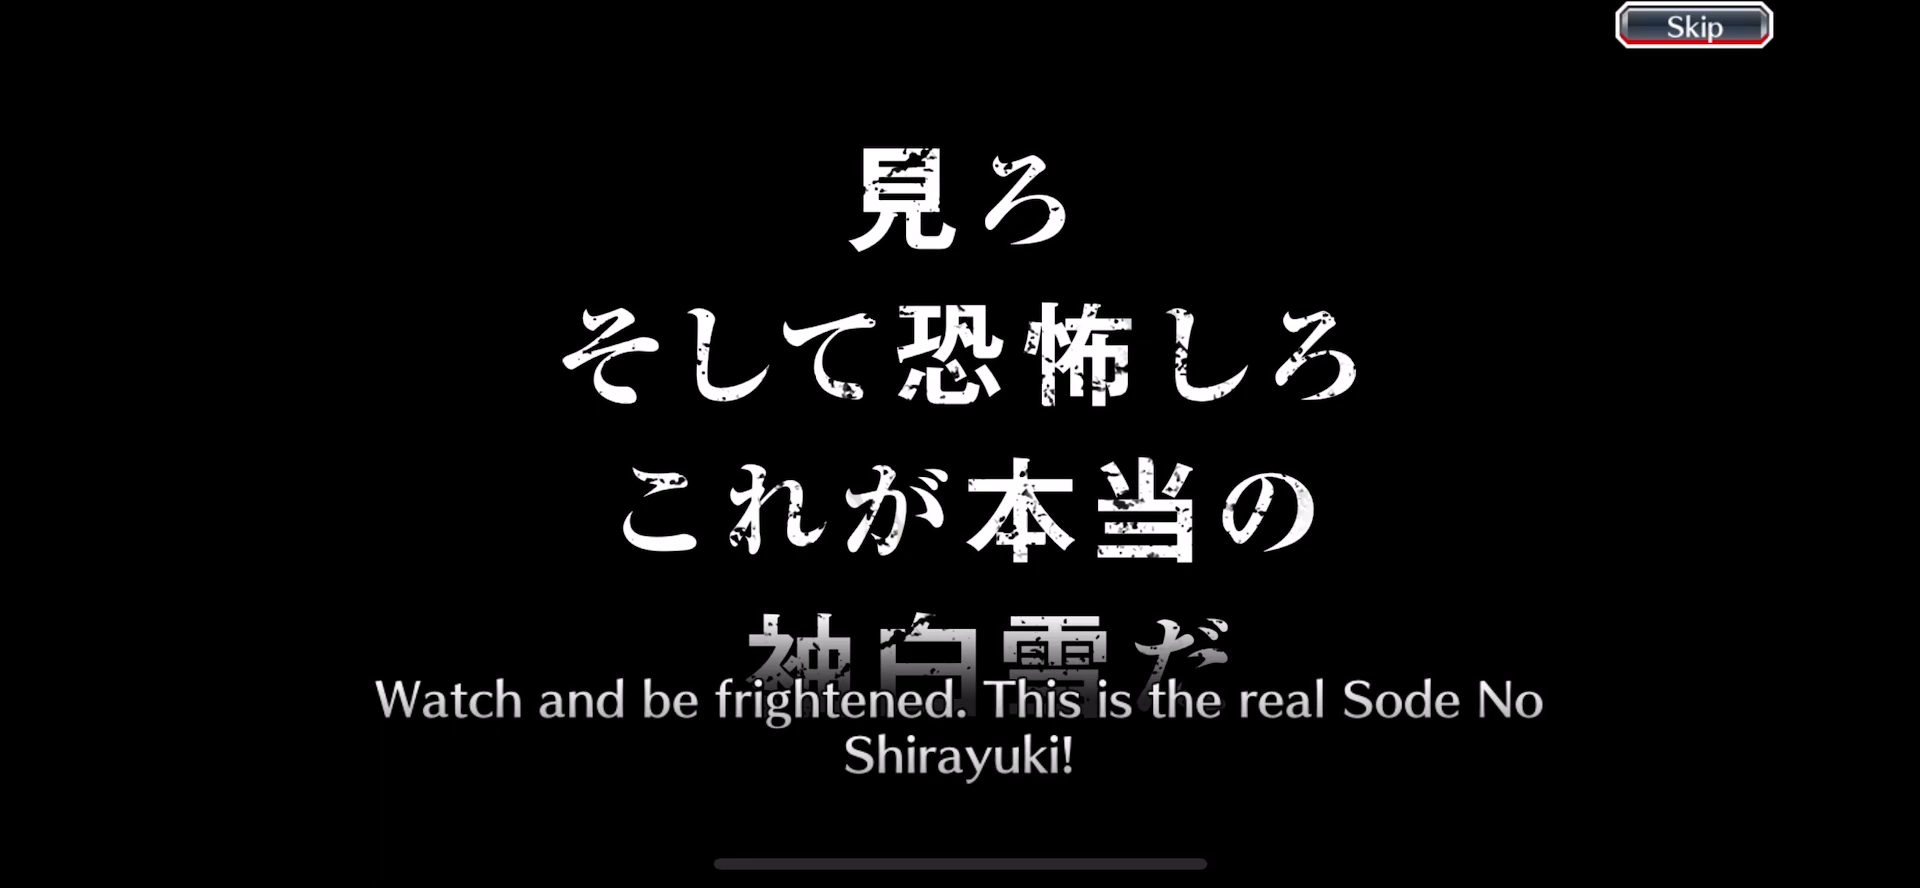 Skip
見ろ
そして恐怖しろ
これが本当の
袖白雪だ
Watch and be frightened. This is the real Sode No
Shirayuki!